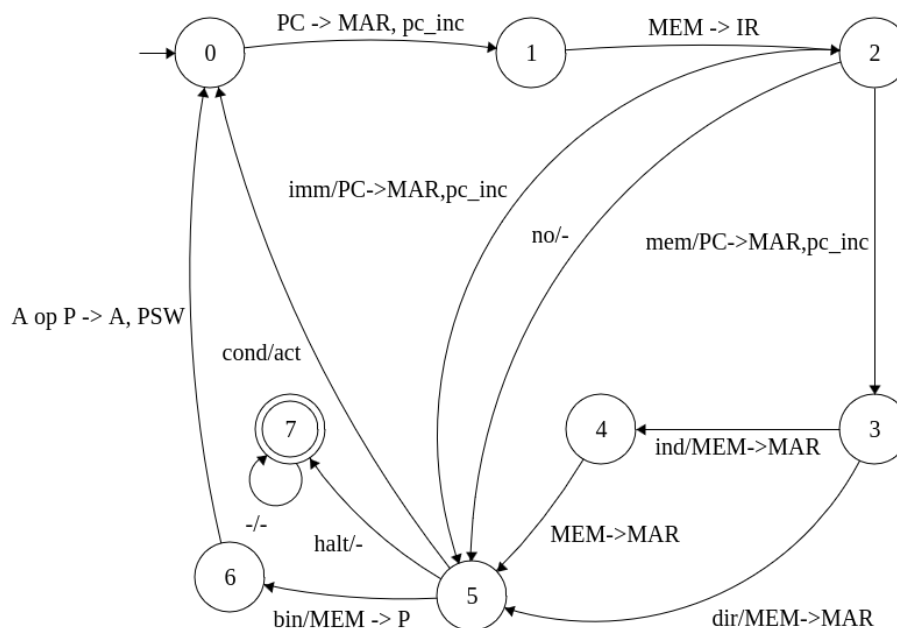 PC -> MAR, pc_inc
MEM -> IR
0
1
2
imm/PC->MAR,pc_inc
no/-
mem/PC->MAR,pc_inc
A op P -> A, PSW
cond/act
7
4
3
ind/MEM->MAR
-/-
halt/-
MEM->MAR
6
5
bin/MEM -> P
dir/MEM->MAR